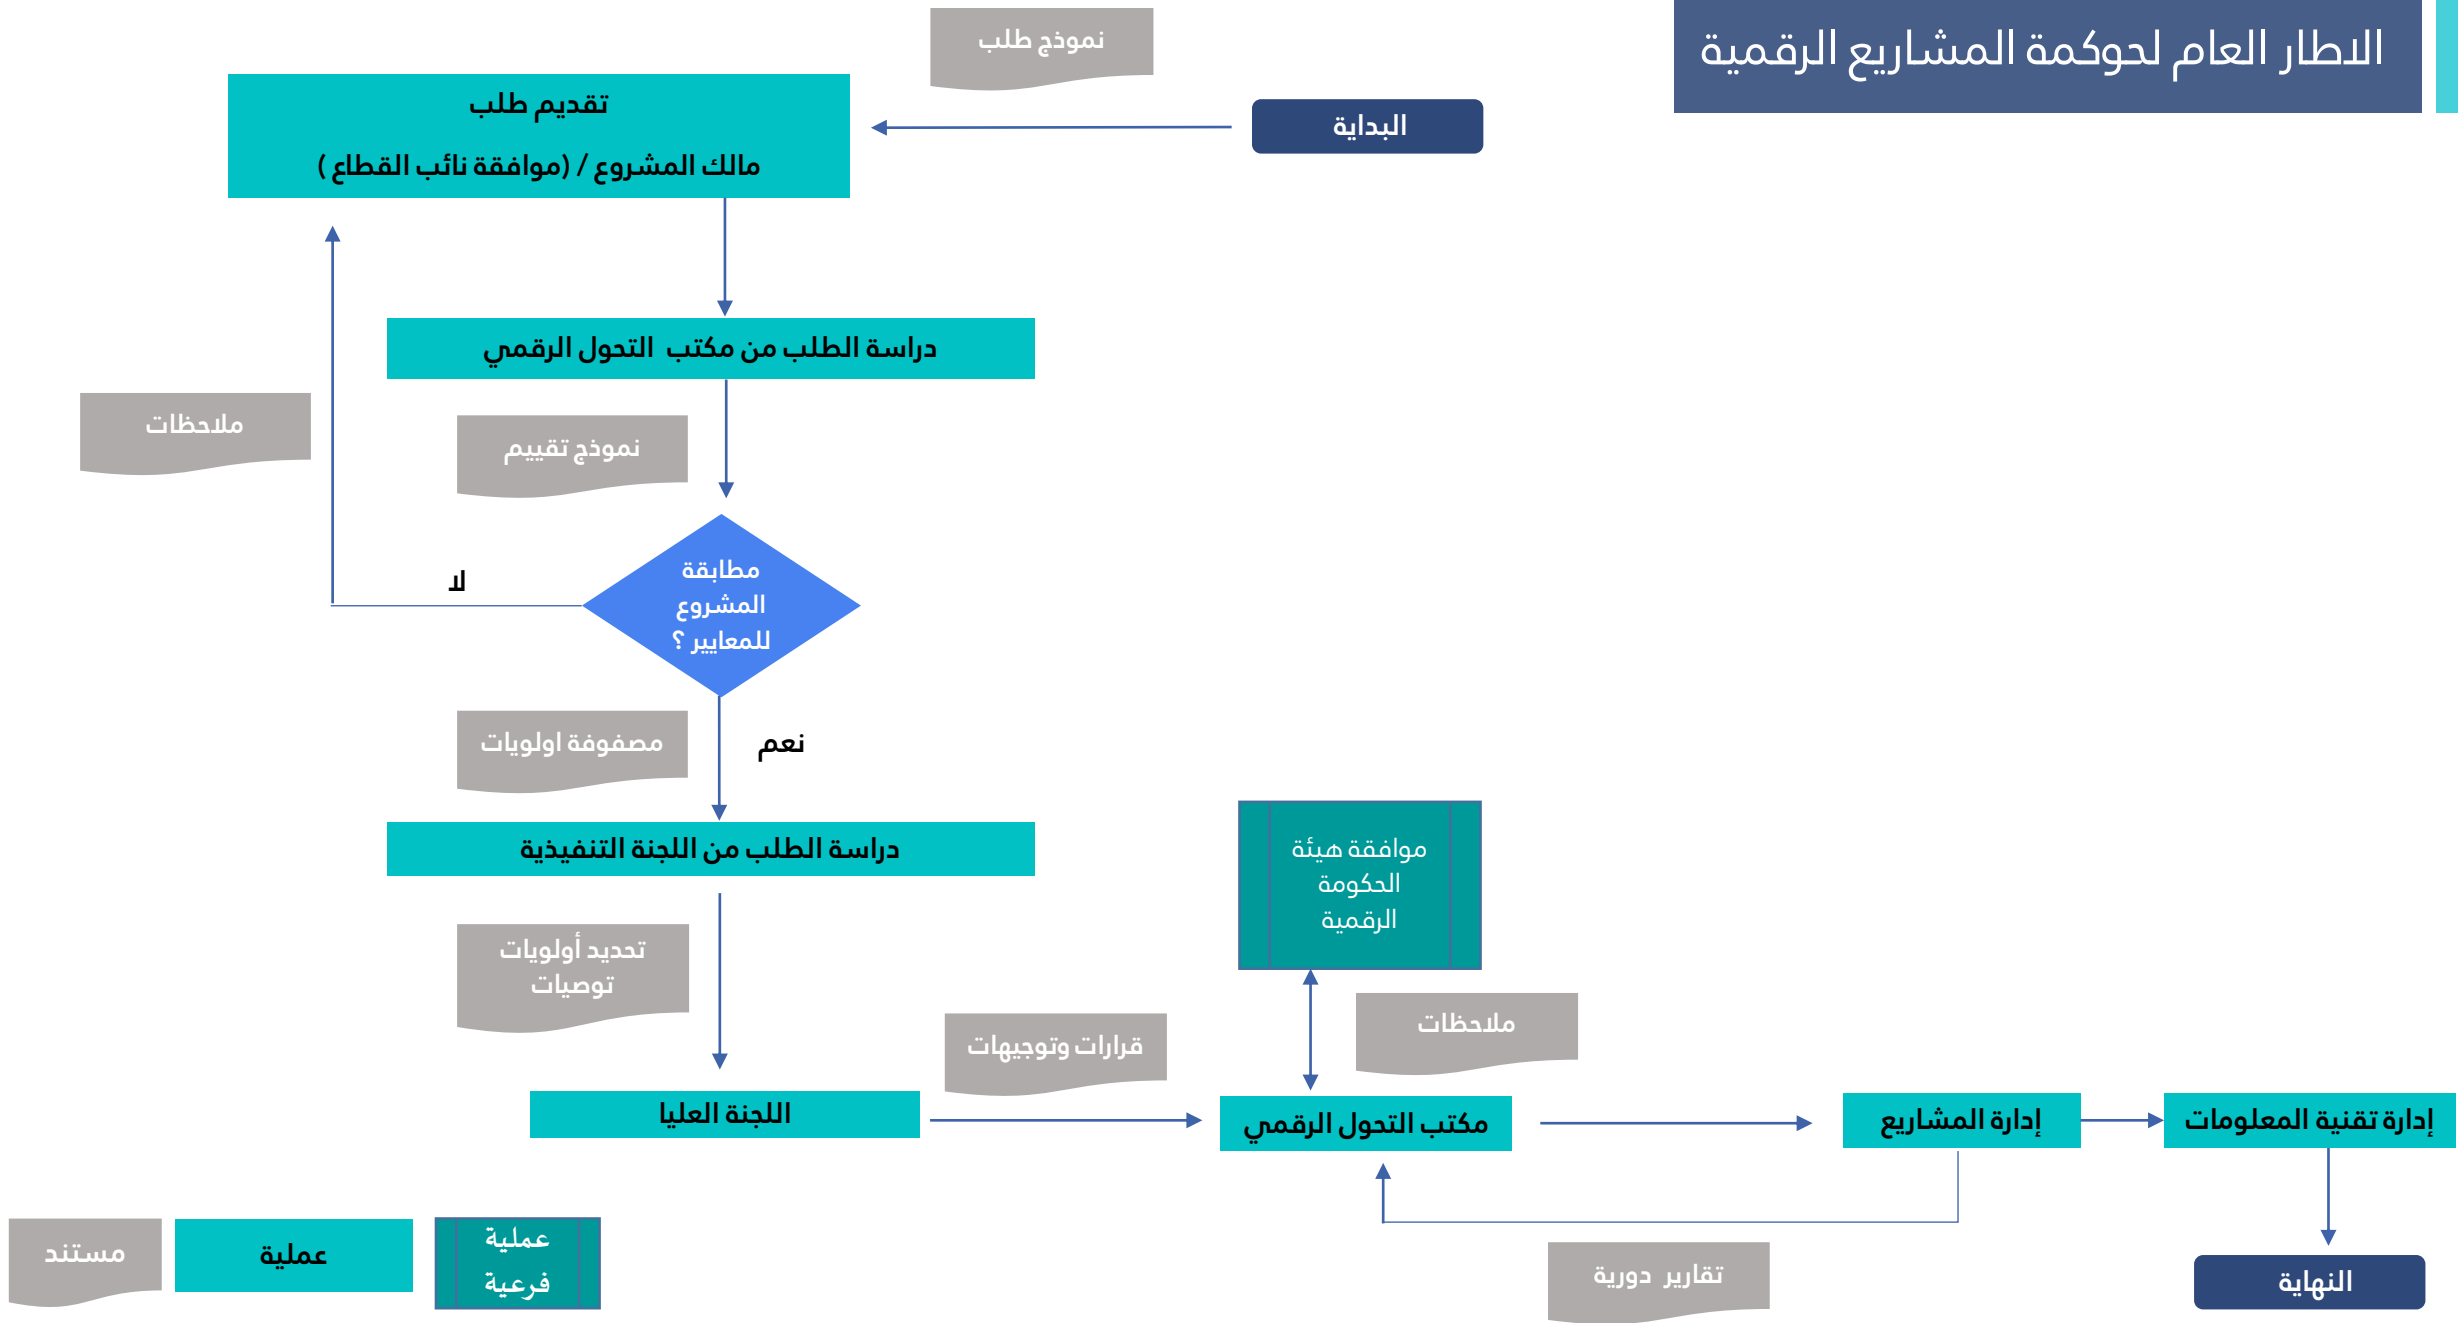 الاطار العام لحوكمة المشاريع الرقمية
البداية
نموذج طلب
تقديم طلب
مالك المشروع / (موافقة نائب القطاع )
دراسة الطلب من مكتب التحول الرقمي
نموذج تقييم
ملاحظات
مطابقة
المشروع
للمعايير ؟
لا
نعم
مصفوفة اولويات
دراسة الطلب من اللجنة التنفيذية
تحديد أولويات
توصيات
اللجنة العليا
قرارات وتوجيهات
موافقة هيئة
الحكومة
الرقمية
ملاحظات
مكتب التحول الرقمي
إدارة المشاريع
إدارة تقنية المعلومات
تقارير دورية
النهاية
عملية
فرعية
عملية
مستند